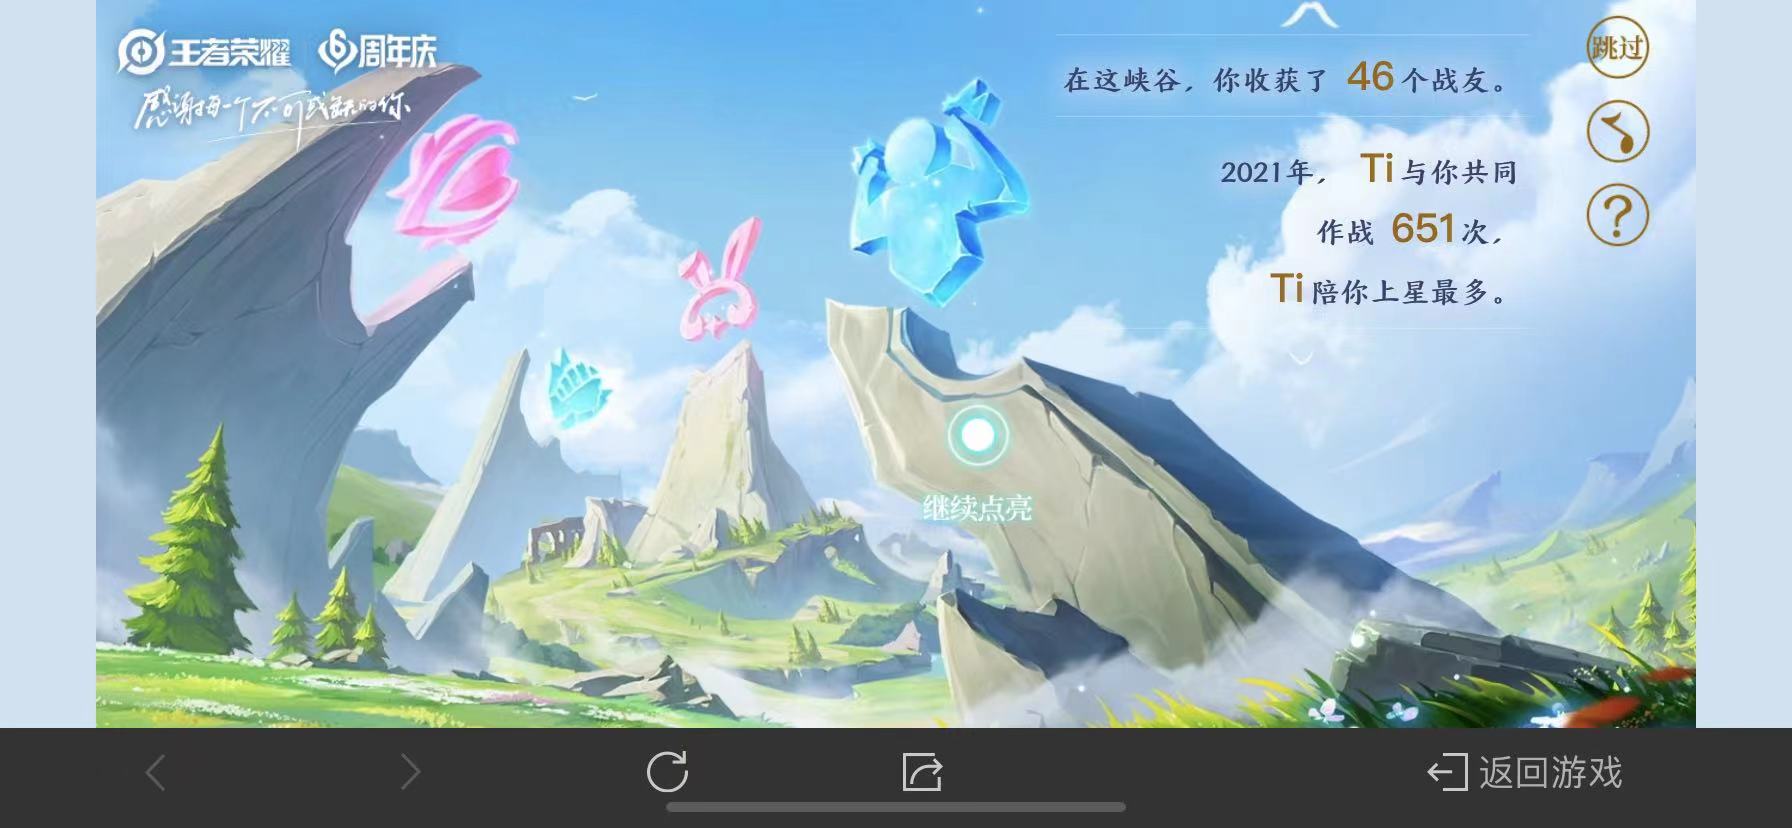 王者荣耀 6周年庆
感谢每一个不可或缺的你
在这峡谷，你收获了 46 个战友。
2021年， Ti 与你共同
作战 651 次，
Ti 陪你上星最多。
跳过
?
继续点亮
返回游戏